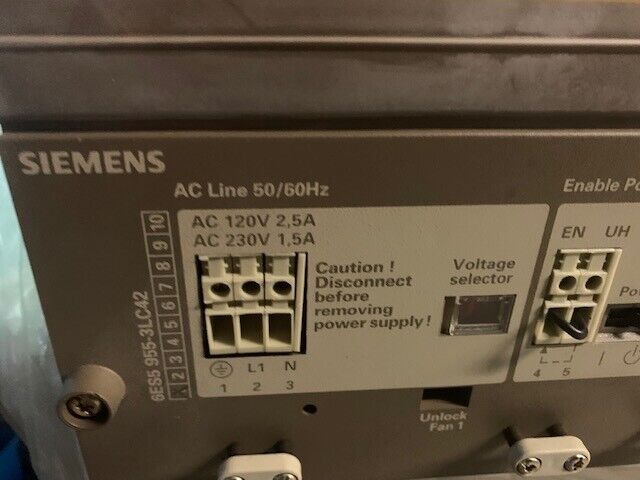 SIEMENS
AC Line 50/60Hz
Enable Po
AC 120V 2,5A
AC 230V 1,5A
Caution !
Disconnect
before
removing
power supply !
Voltage
selector
EN UH
6ES5 955-3LC42
2 3 4 5 6 7 8 9 10
L1 N
1 2 3
4 5
Unlock
Fan 1